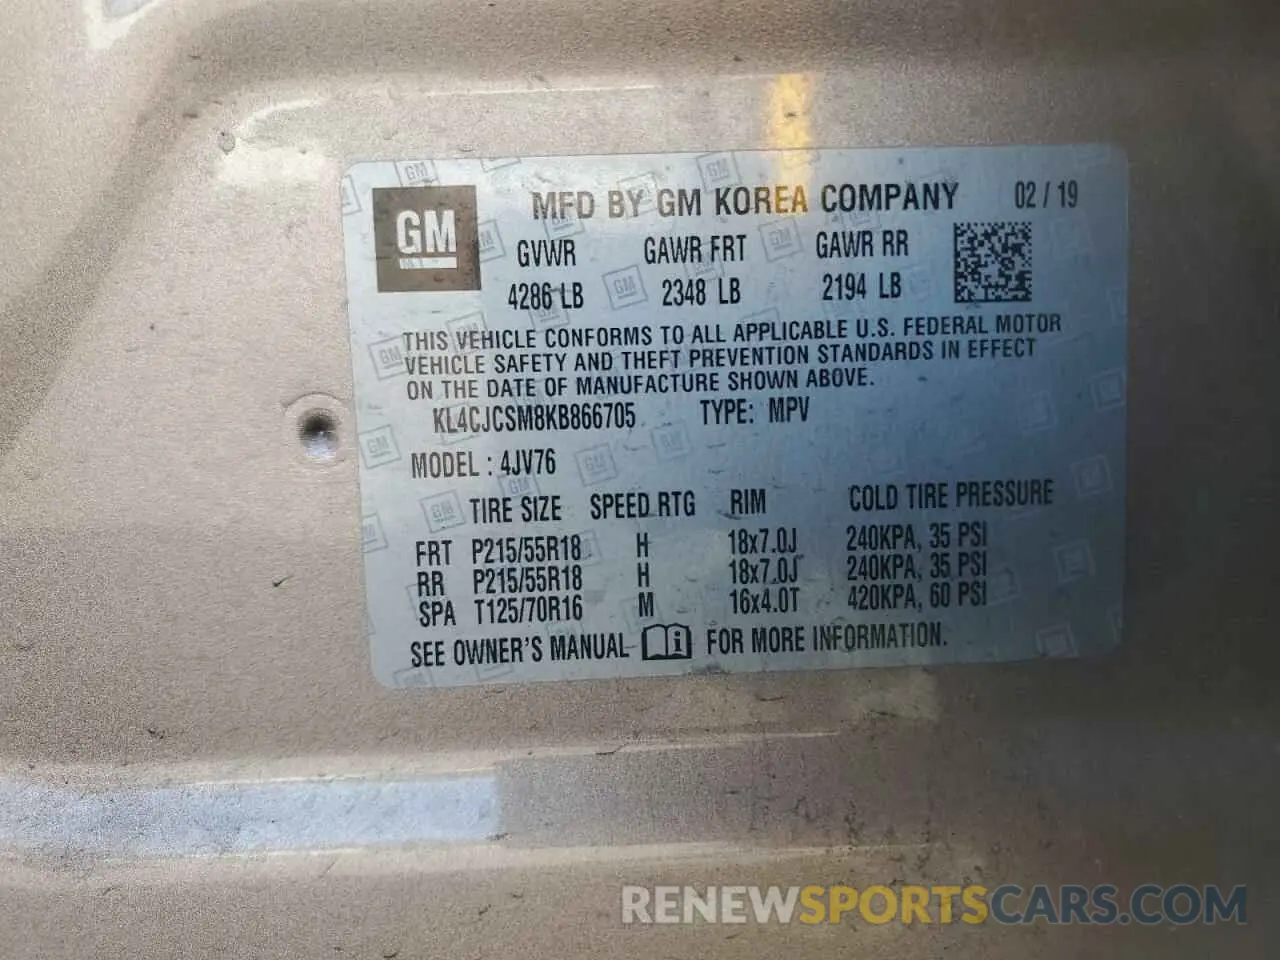 GM
MFD BY GM KOREA COMPANY 02 / 19
GVWR GAWR FRT GAWR RR
4286 LB 2348 LB 2194 LB
THIS VEHICLE CONFORMS TO ALL APPLICABLE U.S. FEDERAL MOTOR
VEHICLE SAFETY AND THEFT PREVENTION STANDARDS IN EFFECT
ON THE DATE OF MANUFACTURE SHOWN ABOVE.
KL4CJCSM8KB866705 TYPE: MPV
MODEL : 4JV76
TIRE SIZE SPEED RTG RIM COLD TIRE PRESSURE
FRT P215/55R18 H 18x7.0J 240KPA, 35 PSI
RR P215/55R18 H 18x7.0J 240KPA, 35 PSI
SPA T125/70R16 M 16x4.0T 420KPA, 60 PSI
SEE OWNER'S MANUAL i FOR MORE INFORMATION.
RENEWSPORTSCARS.COM